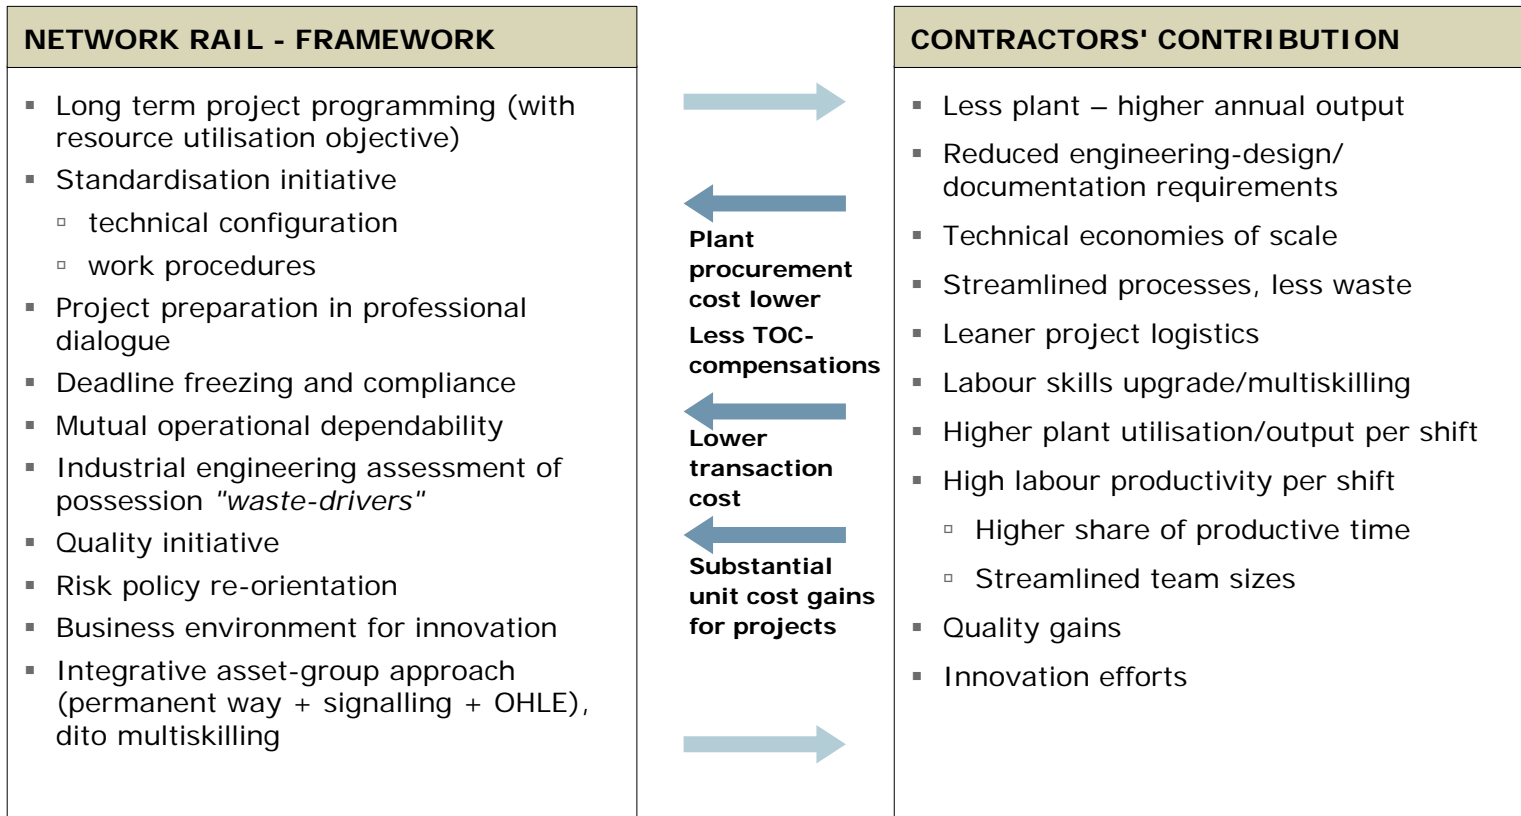 NETWORK RAIL - FRAMEWORK
▪ Long term project programming (with
resource utilisation objective)
▪ Standardisation initiative
▫ technical configuration
▫ work procedures
▪ Project preparation in professional
dialogue
▪ Deadline freezing and compliance
▪ Mutual operational dependability
▪ Industrial engineering assessment of
possession "waste-drivers"
▪ Quality initiative
▪ Risk policy re-orientation
▪ Business environment for innovation
▪ Integrative asset-group approach
(permanent way + signalling + OHLE),
dito multiskilling
Plant
procurement
cost lower
Less TOC-
compensations
Lower
transaction
cost
Substantial
unit cost gains
for projects
CONTRACTORS' CONTRIBUTION
▪ Less plant – higher annual output
▪ Reduced engineering-design/
documentation requirements
▪ Technical economies of scale
▪ Streamlined processes, less waste
▪ Leaner project logistics
▪ Labour skills upgrade/multiskilling
▪ Higher plant utilisation/output per shift
▪ High labour productivity per shift
▫ Higher share of productive time
▫ Streamlined team sizes
▪ Quality gains
▪ Innovation efforts